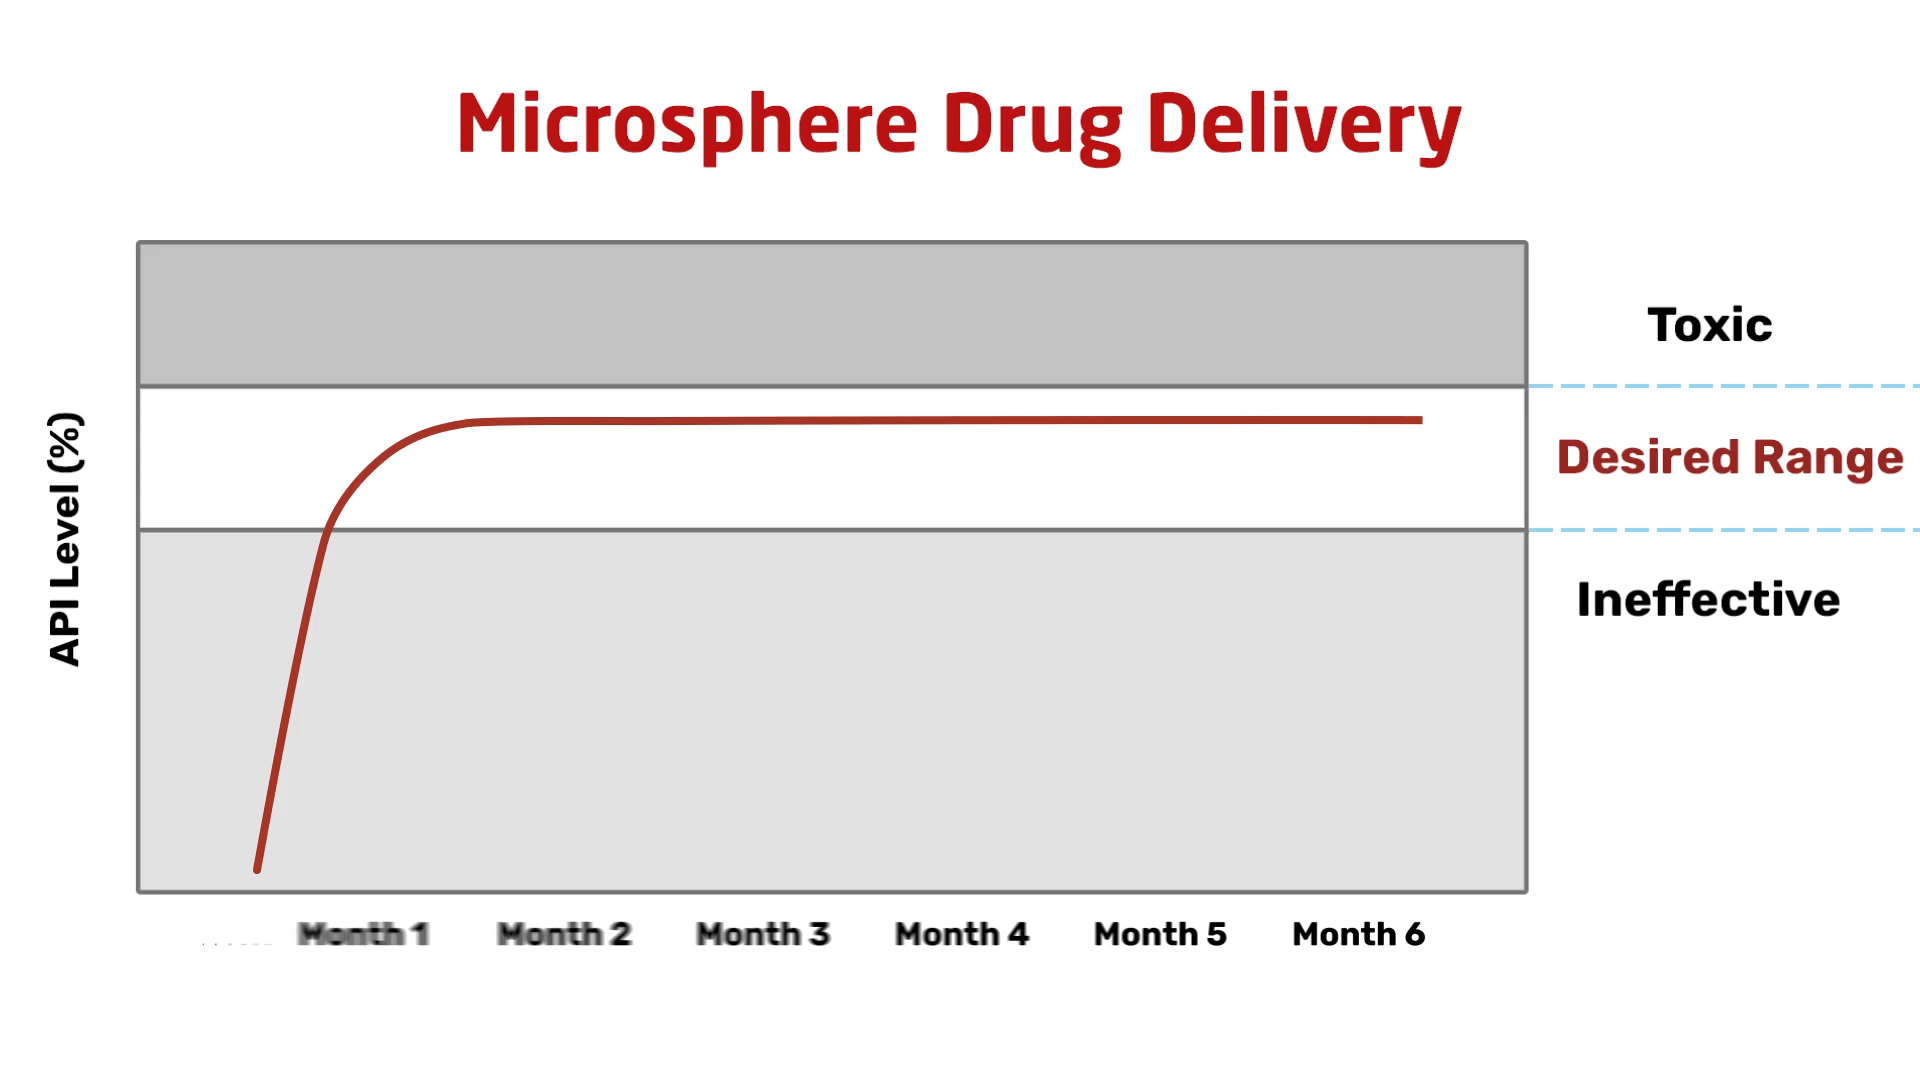 Microsphere Drug Delivery
Toxic
Desired Range
Ineffective
API Level (%)
Month 1
Month 2
Month 3
Month 4
Month 5
Month 6